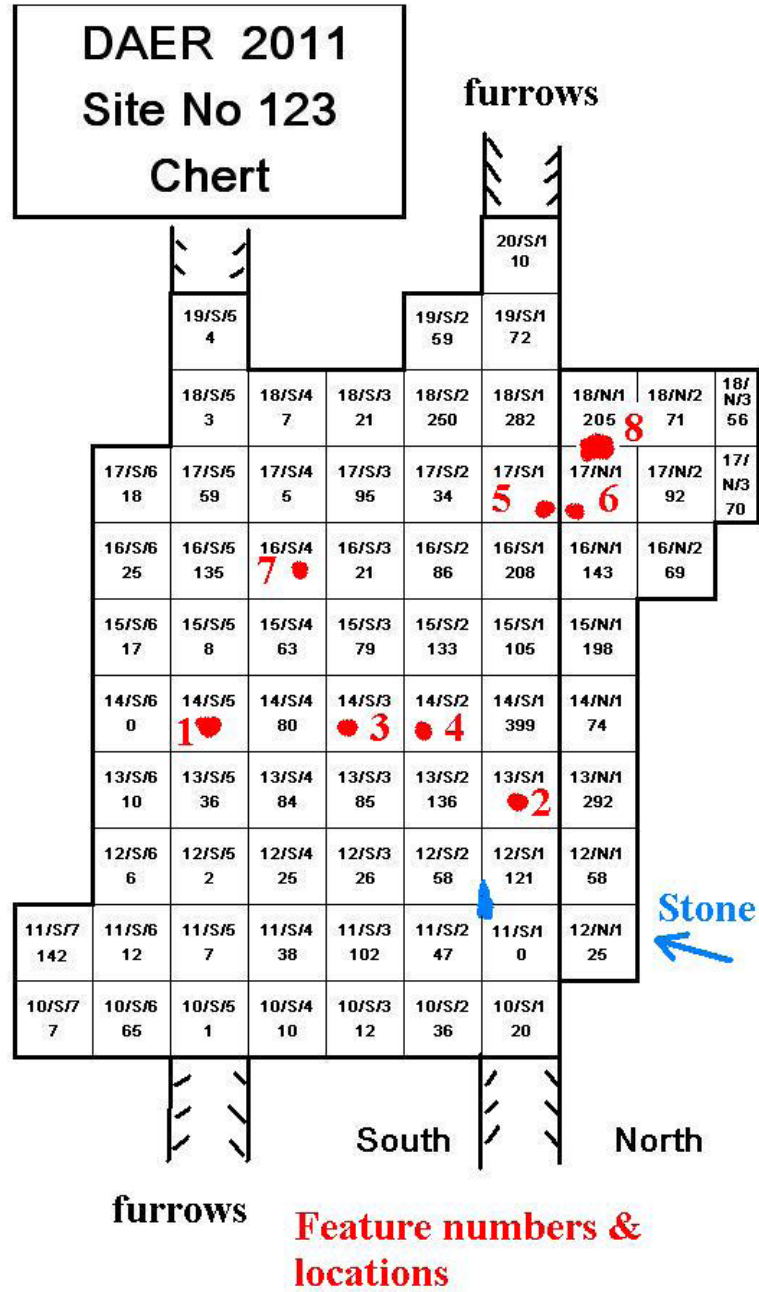 DAER 2011
Site No 123
Chert
furrows
20/S/1
10
19/S/5 19/S/2 19/S/1
4 59 72
18/S/5 18/S/4 18/S/3 18/S/2 18/S/1 18/N/1 18/N/2 18/
N/3
3 7 21 250 282 205 71 56
8
17/S/6 17/S/5 17/S/4 17/S/3 17/S/2 17/S/1 17/N/1 17/N/2 17/
N/3
18 59 5 95 34 5 6 92 70
16/S/6 16/S/5 16/S/4 16/S/3 16/S/2 16/S/1 16/N/1 16/N/2
25 135 7 21 86 208 143 69
15/S/6 15/S/5 15/S/4 15/S/3 15/S/2 15/S/1 15/N/1
17 8 63 79 133 105 198
14/S/6 14/S/5 14/S/4 14/S/3 14/S/2 14/S/1 14/N/1
0 1 80 3 4 399 74
13/S/6 13/S/5 13/S/4 13/S/3 13/S/2 13/S/1 13/N/1
10 36 84 85 136 2 292
12/S/6 12/S/5 12/S/4 12/S/3 12/S/2 12/S/1 12/N/1
6 2 25 26 58 121 58
Stone
11/S/7 11/S/6 11/S/5 11/S/4 11/S/3 11/S/2 11/S/1 12/N/1
142 12 7 38 102 47 0 25
10/S/7 10/S/6 10/S/5 10/S/4 10/S/3 10/S/2 10/S/1
7 65 1 10 12 36 20
South North
furrows
Feature numbers &
locations